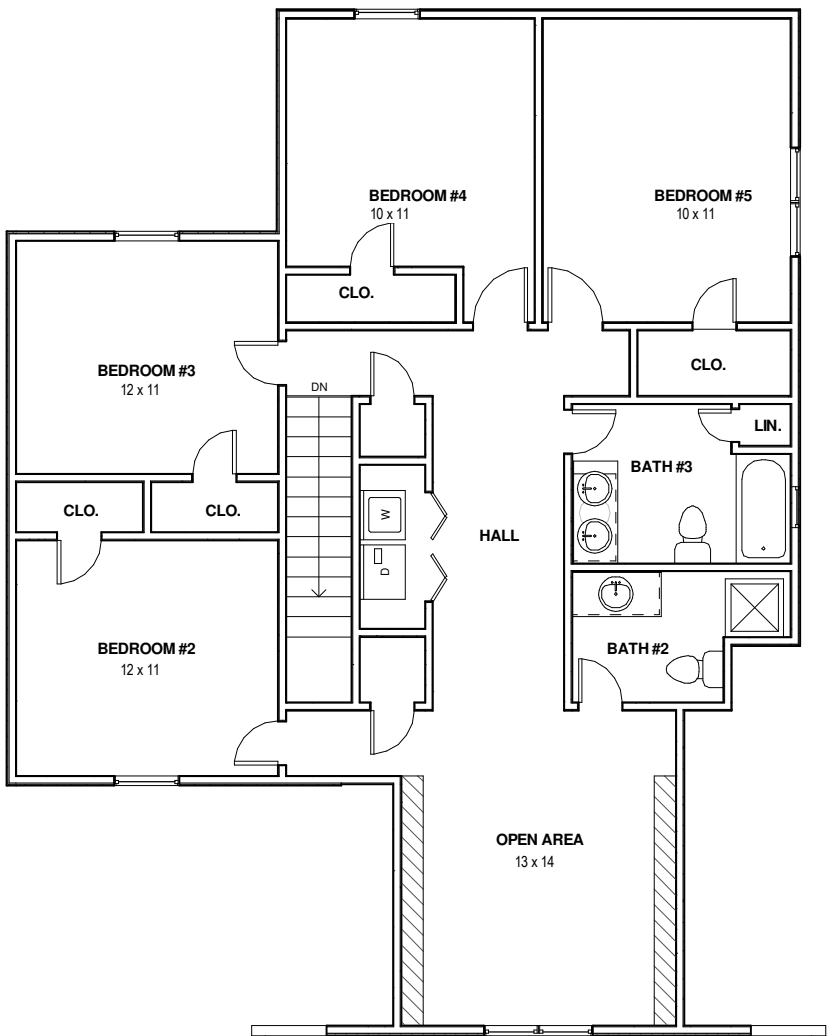 BEDROOM #4
10 x 11
BEDROOM #5
10 x 11
CLO.
BEDROOM #3
12 x 11
CLO.
DN
LIN.
BATH #3
CLO.
CLO.
W
HALL
D
BEDROOM #2
12 x 11
BATH #2
OPEN AREA
13 x 14